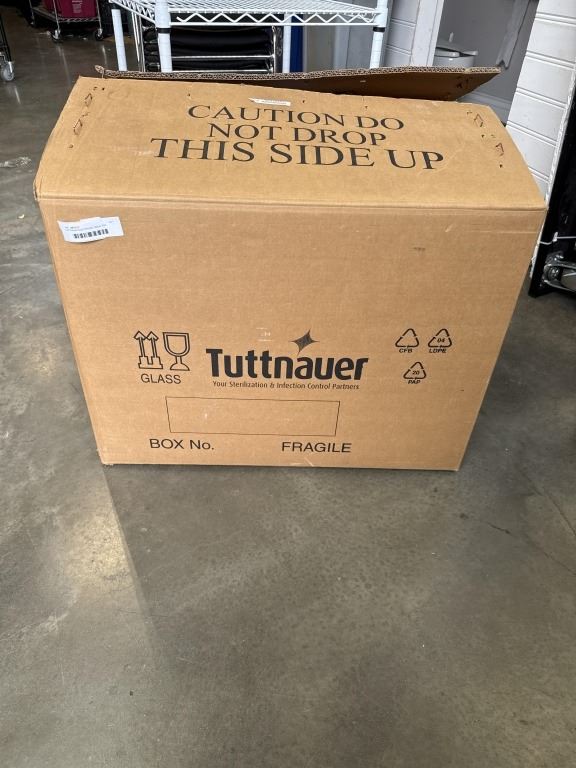 CAUTION DO
NOT DROP
THIS SIDE UP
GLASS
Tuttnauer
Your Sterilization & Infection Control Partners
CFB
04
LDPE
20
PAP
BOX No.
FRAGILE